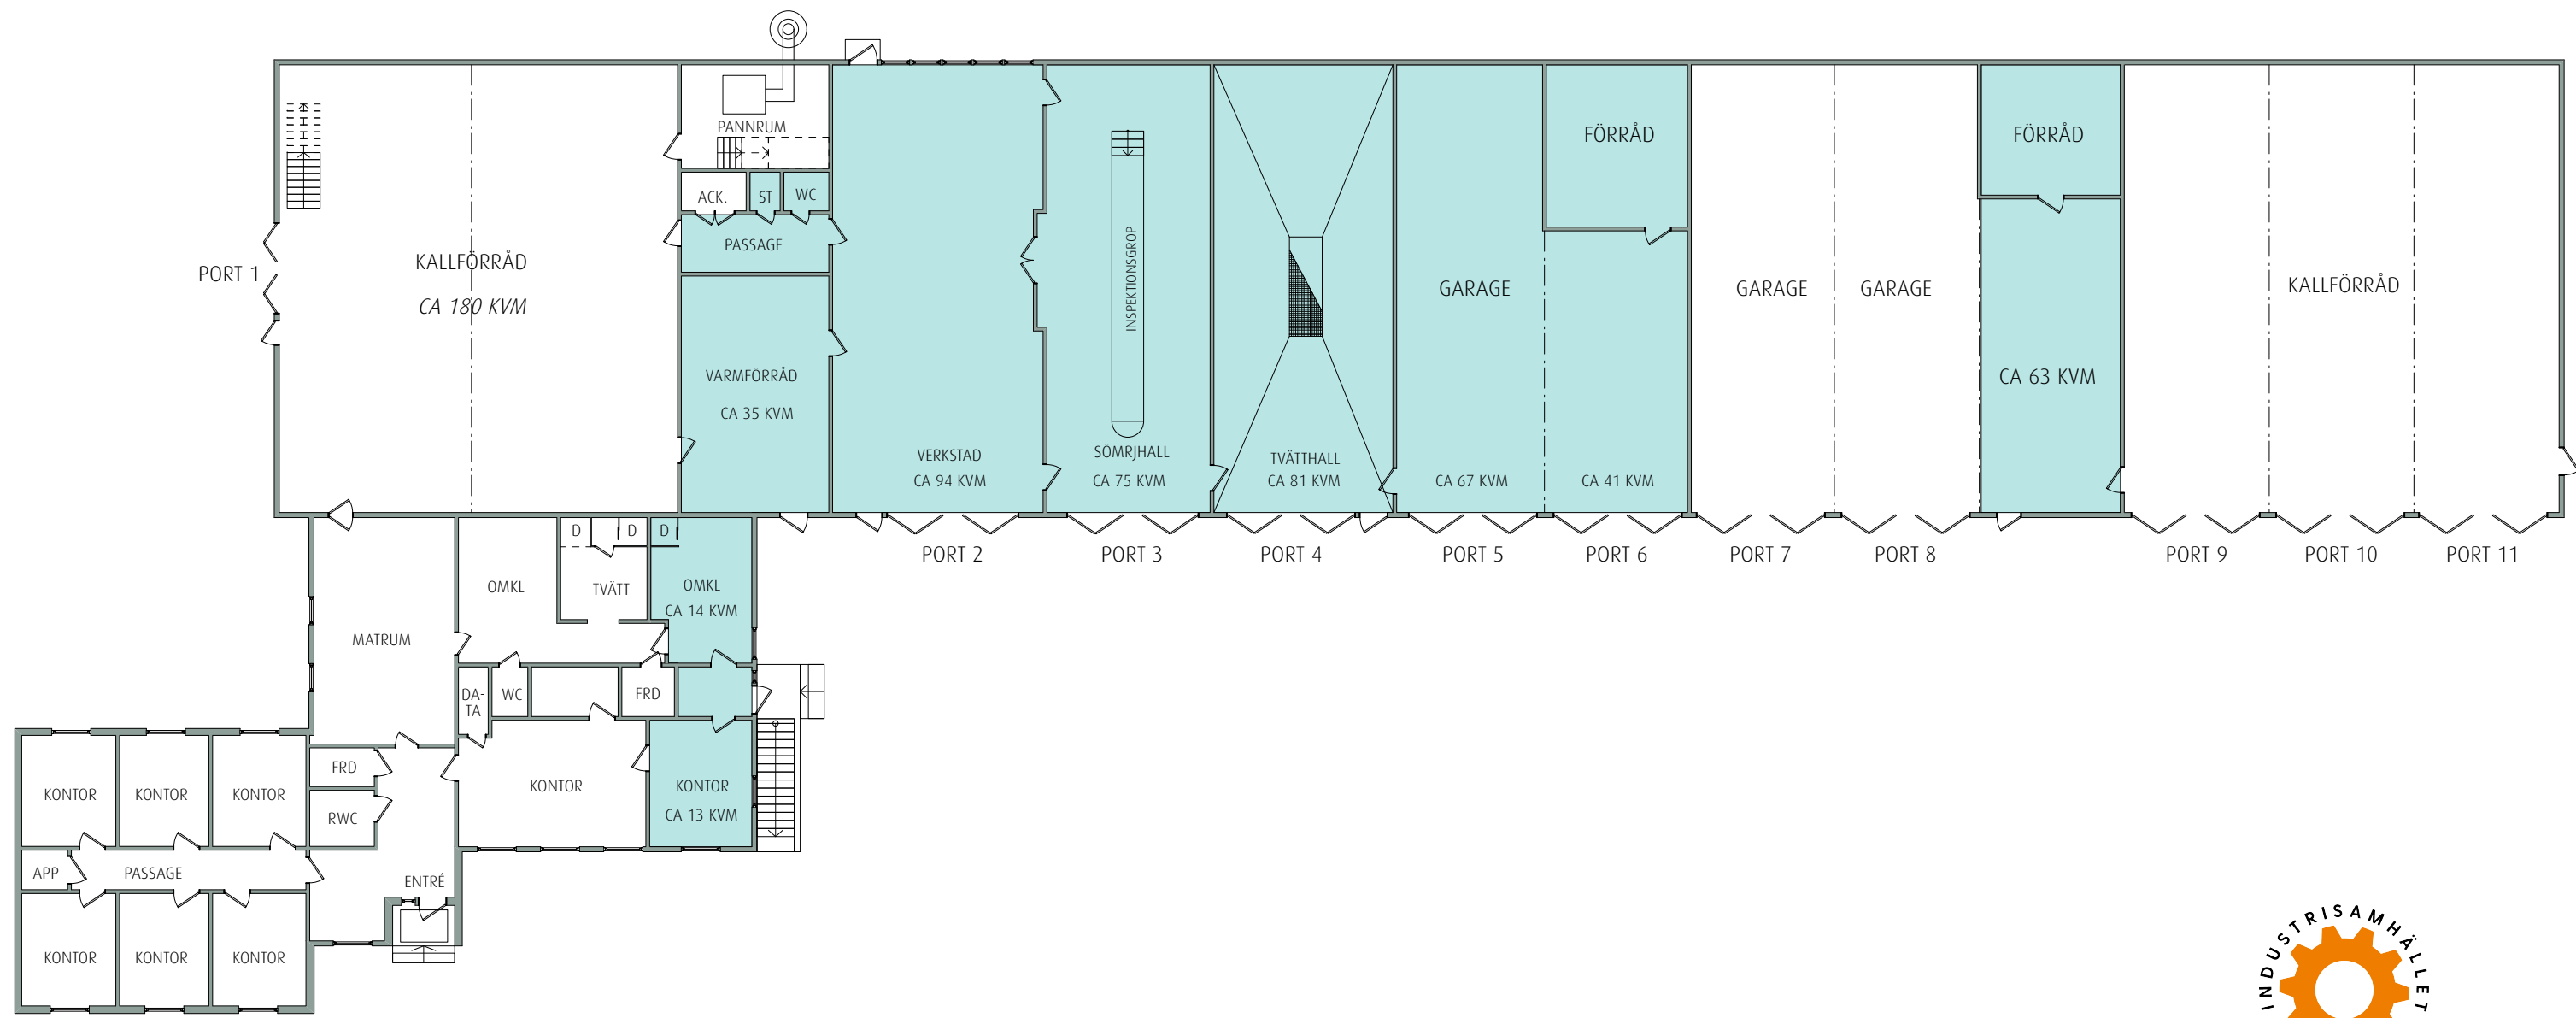 PANNRUM
FÖRRÅD
FÖRRÅD
ACK.
ST
WC
PASSAGE
PORT 1
KALLFÖRRÅD
CA 180 KVM
INSPEKTIONSGROP
GARAGE
GARAGE
GARAGE
KALLFÖRRÅD
VARMFÖRRÅD
CA 35 KVM
CA 63 KVM
VERKSTAD
CA 94 KVM
SÖMRJHALL
CA 75 KVM
TVÄTTHALL
CA 81 KVM
CA 67 KVM
CA 41 KVM
D
D
D
PORT 2
PORT 3
PORT 4
PORT 5
PORT 6
PORT 7
PORT 8
PORT 9
PORT 10
PORT 11
OMKL
TVÄTT
OMKL
CA 14 KVM
MATRUM
DA-
TA
WC
FRD
FRD
RWC
KONTOR
KONTOR
KONTOR
KONTOR
KONTOR
CA 13 KVM
APP
PASSAGE
ENTRÉ
KONTOR
KONTOR
KONTOR
INDUSTRISAMHÄLLET